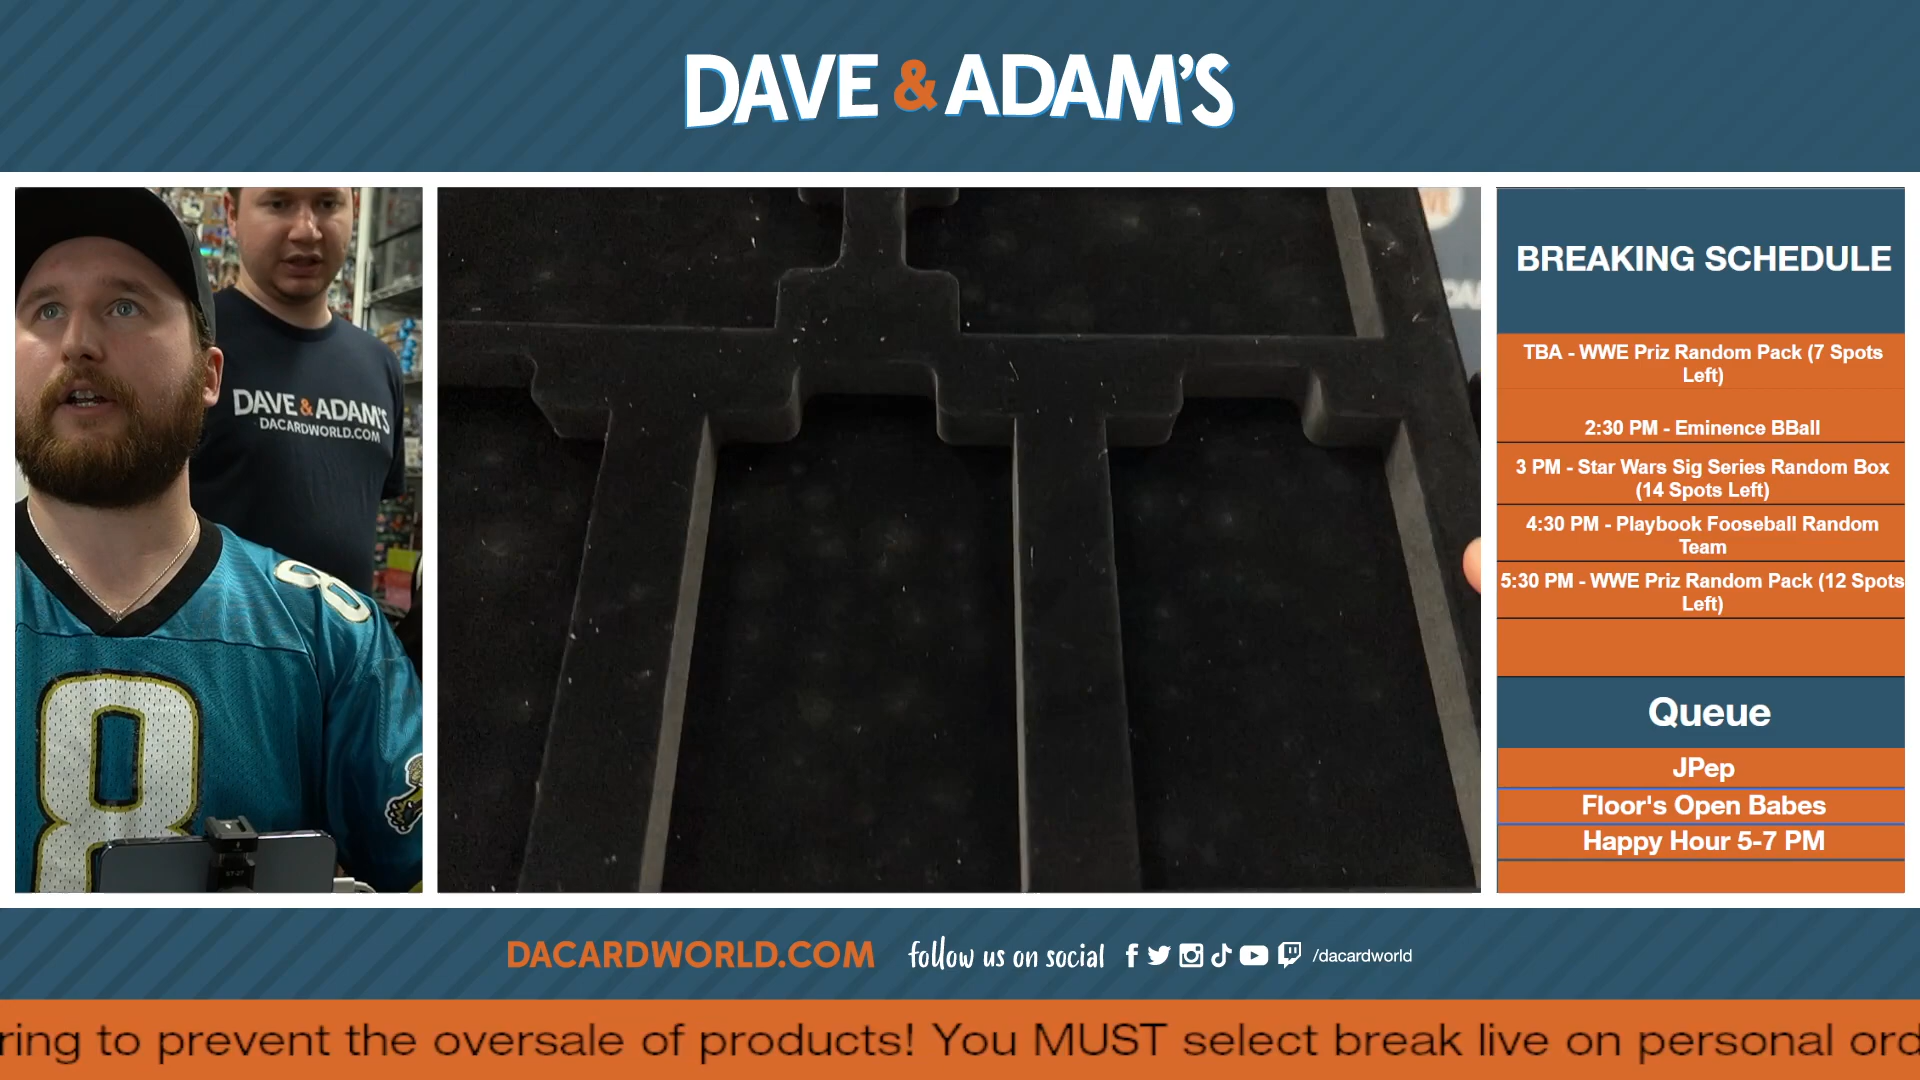 DAVE & ADAM'S
DAVE & ADAM'S
DACARDWORLD.COM
8
8
BREAKING SCHEDULE
TBA - WWE Priz Random Pack (7 Spots
Left)
2:30 PM - Eminence BBall
3 PM - Star Wars Sig Series Random Box
(14 Spots Left)
4:30 PM - Playbook Fooseball Random
Team
5:30 PM - WWE Priz Random Pack (12 Spots
Left)
Queue
JPep
Floor's Open Babes
Happy Hour 5-7 PM
DACARDWORLD.COM follow us on social /dacardworld
ring to prevent the oversale of products! You MUST select break live on personal ord